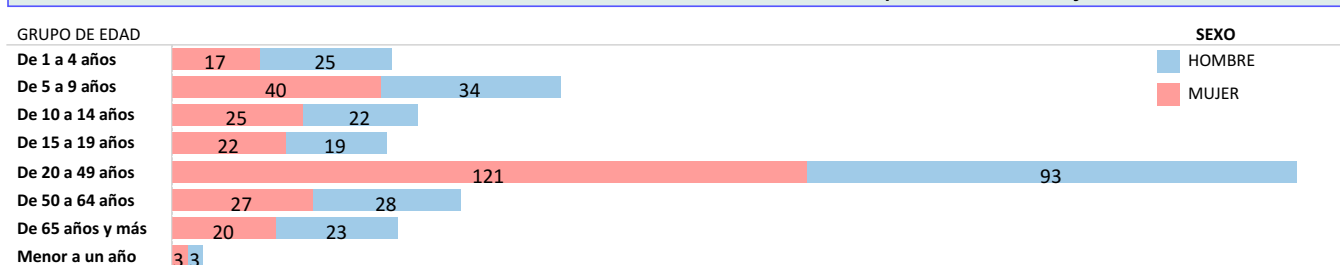 GRUPO DE EDAD
SEXO
De 1 a 4 años 17 25
HOMBRE
De 5 a 9 años 40 34
MUJER
De 10 a 14 años 25 22
De 15 a 19 años 22 19
De 20 a 49 años 121 93
De 50 a 64 años 27 28
De 65 años y más 20 23
Menor a un año 3 3